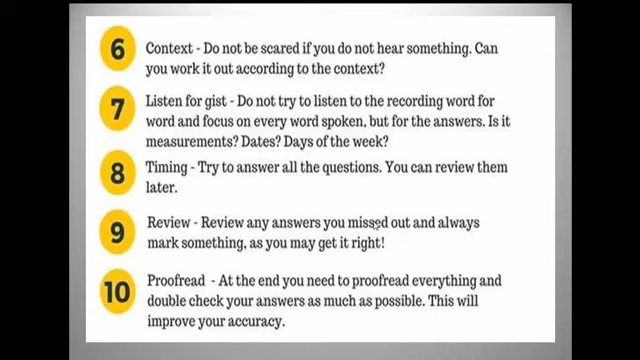 6 Context - Do not be scared if you do not hear something. Can
you work it out according to the context?
7 Listen for gist - Do not try to listen to the recording word for
word and focus on every word spoken, but for the answers. Is it
measurements? Dates? Days of the week?
8 Timing - Try to answer all the questions. You can review them
later.
9 Review - Review any answers you missed out and always
mark something, as you may get it right!
10 Proofread - At the end you need to proofread everything and
double check your answers as much as possible. This will
improve your accuracy.